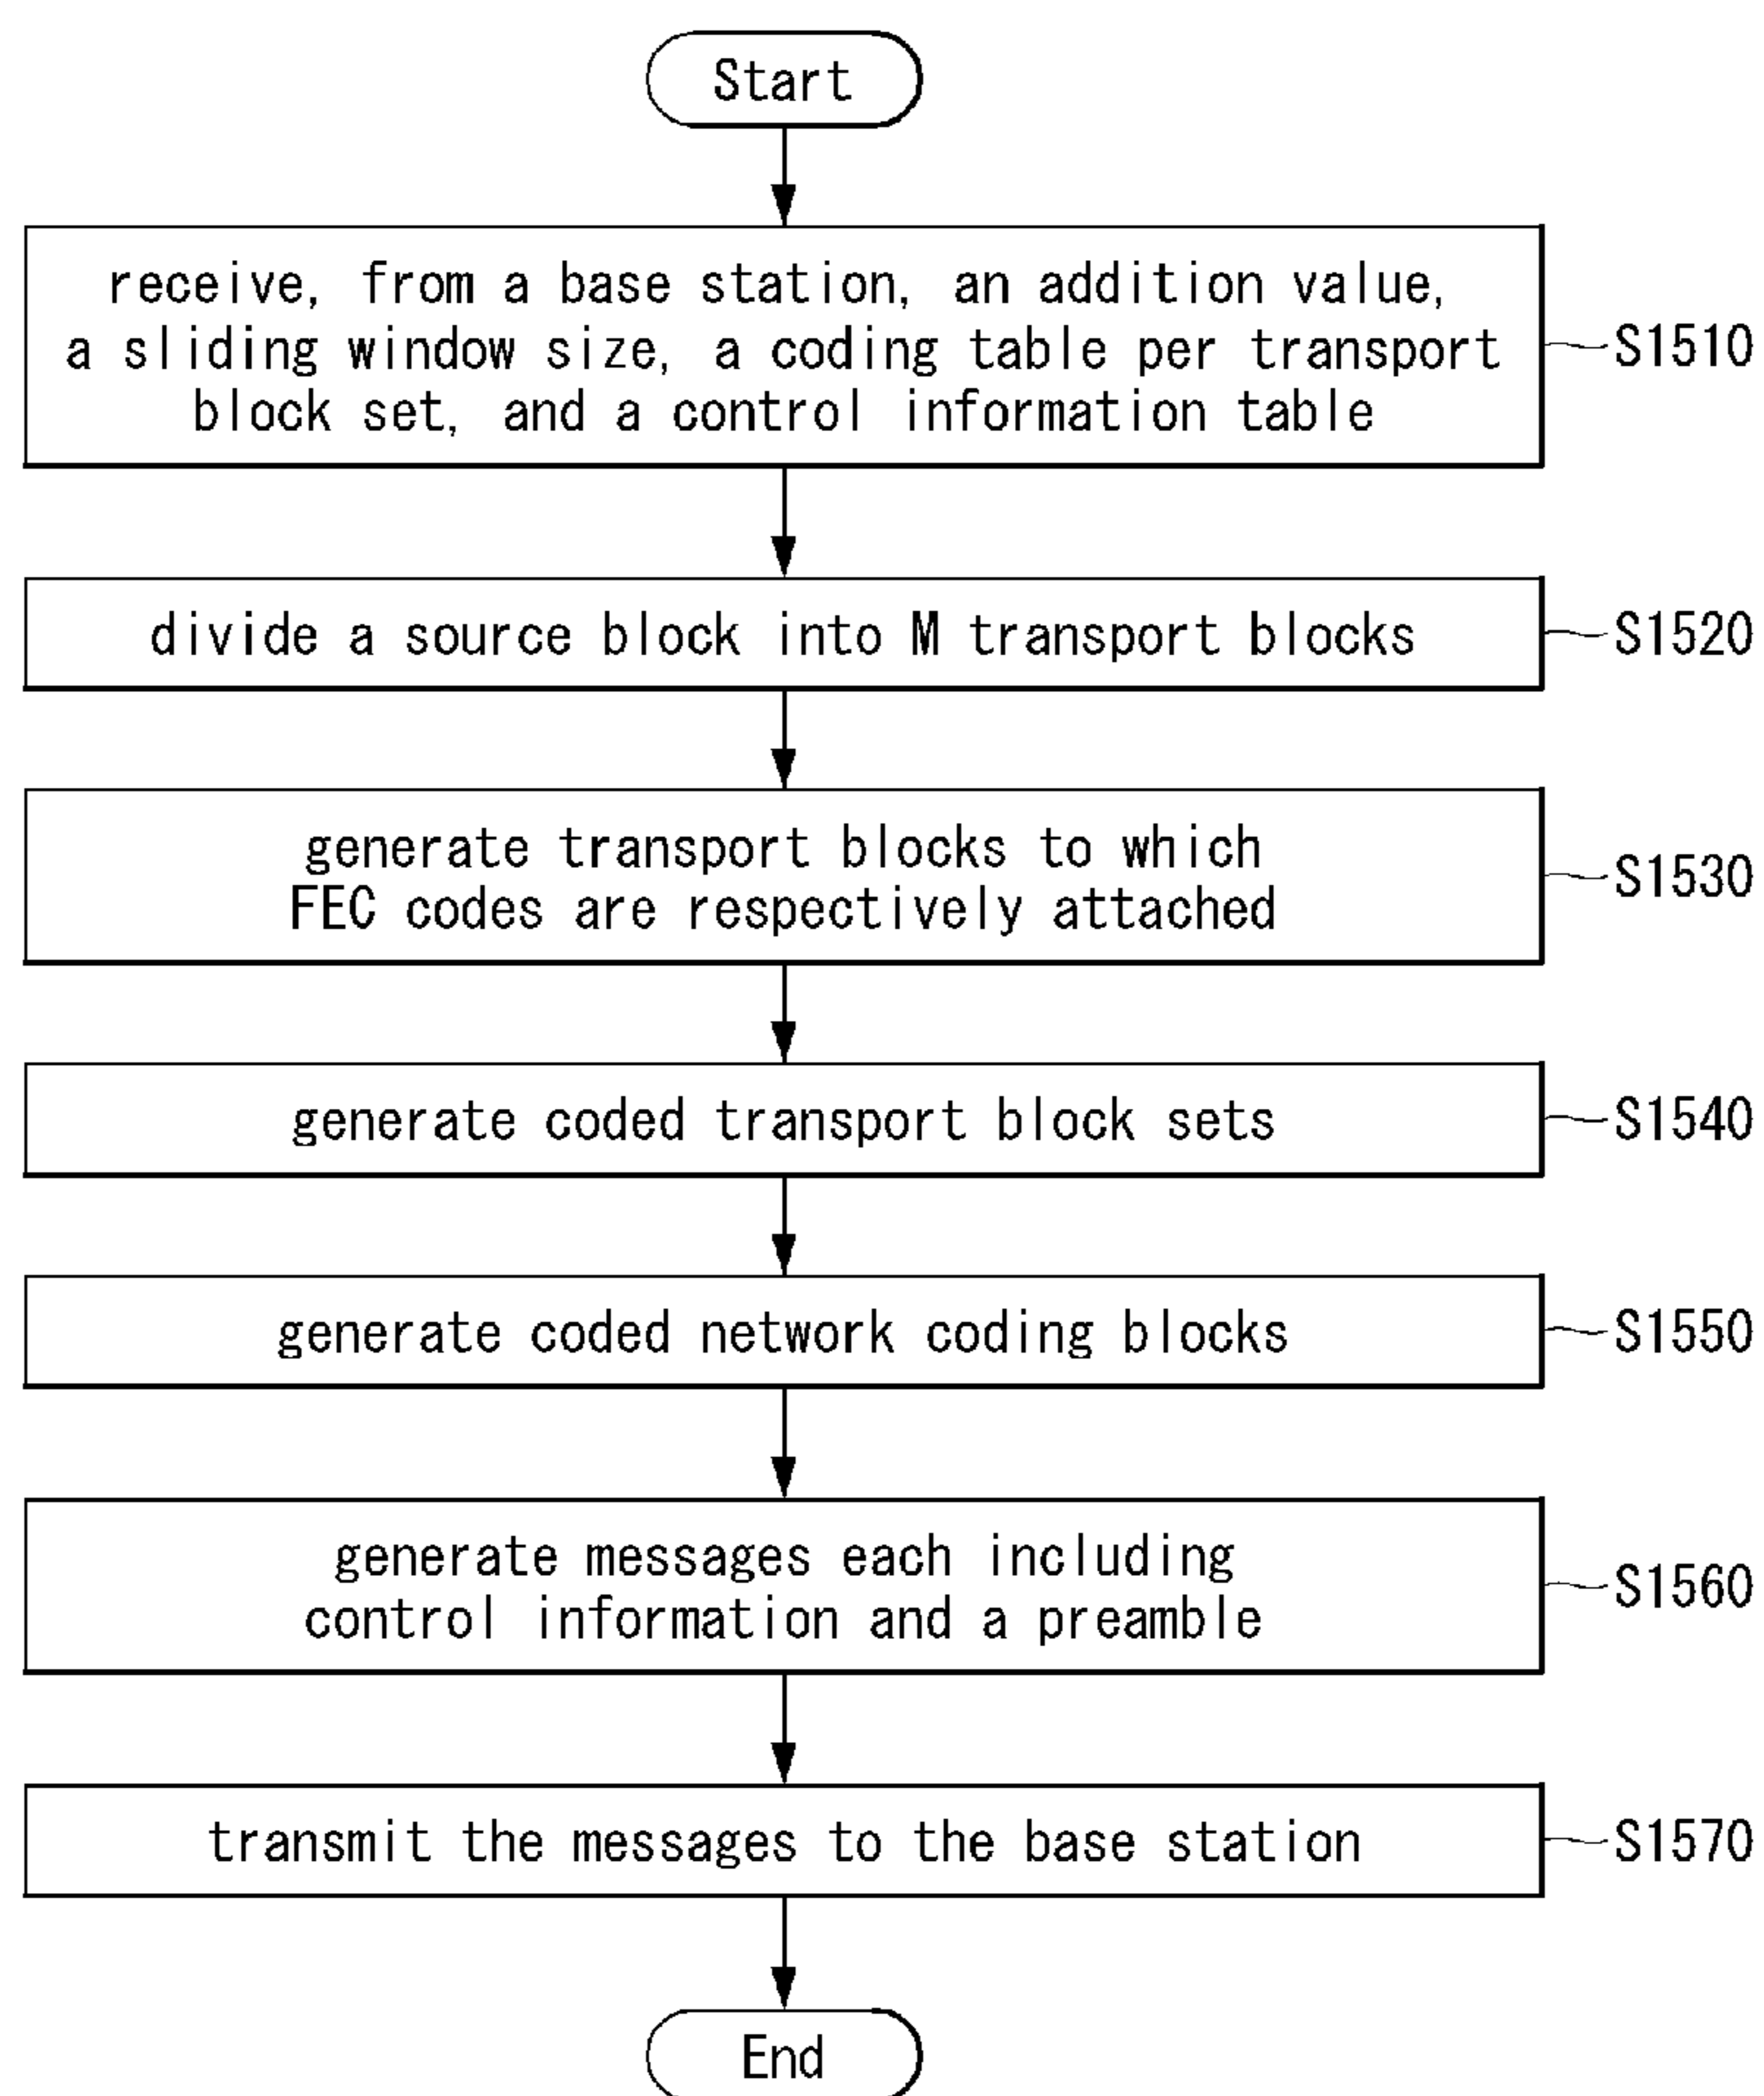 Start
receive, from a base station, an addition value,
a sliding window size, a coding table per transport
block set, and a control information table
S1510
divide a source block into M transport blocks
S1520
generate transport blocks to which
FEC codes are respectively attached
S1530
generate coded transport block sets
S1540
generate coded network coding blocks
S1550
generate messages each including
control information and a preamble
S1560
transmit the messages to the base station
S1570
End